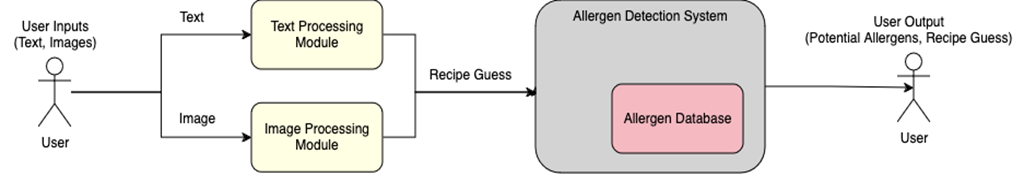 User Inputs
(Text, Images)
User
Text
Image
Text Processing
Module
Image Processing
Module
Recipe Guess
Allergen Detection System
Allergen Database
User Output
(Potential Allergens, Recipe Guess)
User